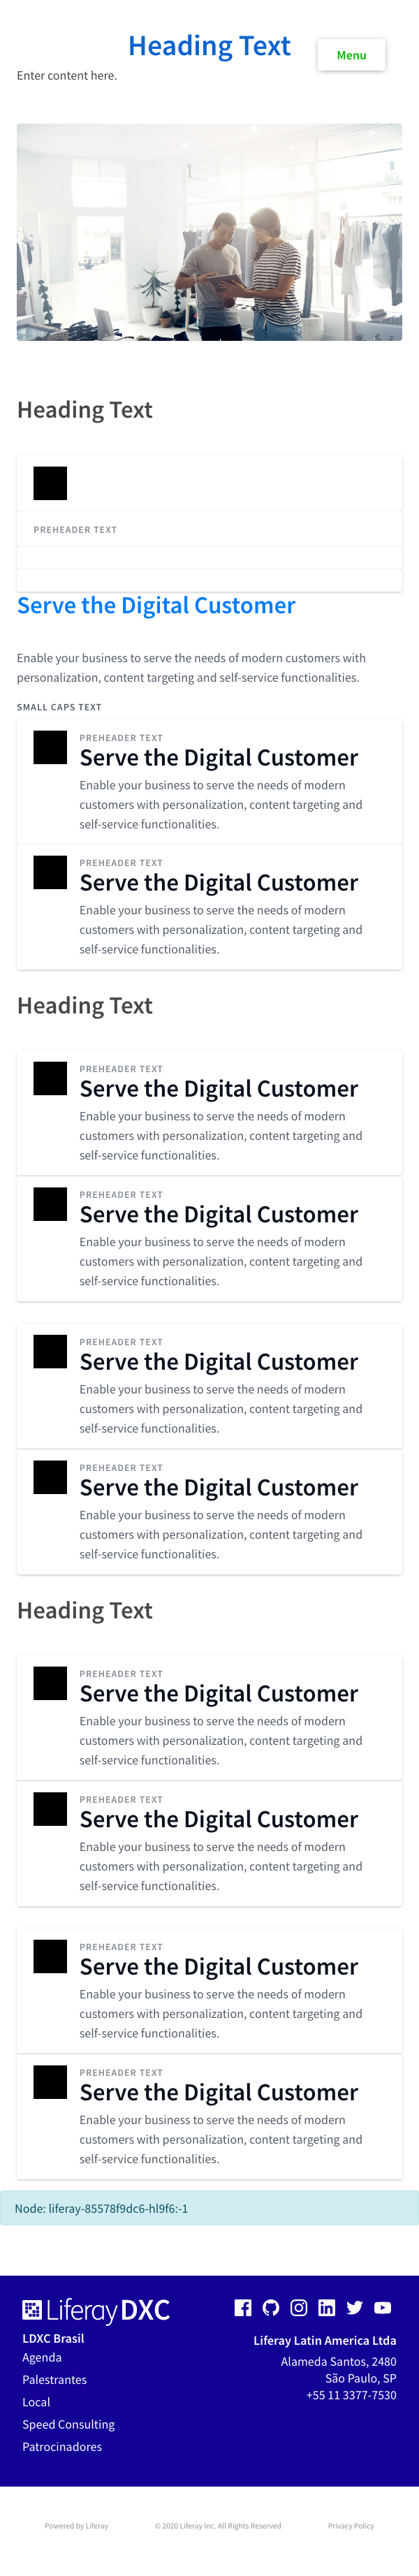 Heading Text
Menu
Enter content here.
Heading Text
PREHEADER TEXT
Serve the Digital Customer
Enable your business to serve the needs of modern customers with
personalization, content targeting and self-service functionalities.
SMALL CAPS TEXT
PREHEADER TEXT
Serve the Digital Customer
Enable your business to serve the needs of modern
customers with personalization, content targeting and
self-service functionalities.
PREHEADER TEXT
Serve the Digital Customer
Enable your business to serve the needs of modern
customers with personalization, content targeting and
self-service functionalities.
Heading Text
PREHEADER TEXT
Serve the Digital Customer
Enable your business to serve the needs of modern
customers with personalization, content targeting and
self-service functionalities.
PREHEADER TEXT
Serve the Digital Customer
Enable your business to serve the needs of modern
customers with personalization, content targeting and
self-service functionalities.
PREHEADER TEXT
Serve the Digital Customer
Enable your business to serve the needs of modern
customers with personalization, content targeting and
self-service functionalities.
PREHEADER TEXT
Serve the Digital Customer
Enable your business to serve the needs of modern
customers with personalization, content targeting and
self-service functionalities.
Heading Text
PREHEADER TEXT
Serve the Digital Customer
Enable your business to serve the needs of modern
customers with personalization, content targeting and
self-service functionalities.
PREHEADER TEXT
Serve the Digital Customer
Enable your business to serve the needs of modern
customers with personalization, content targeting and
self-service functionalities.
PREHEADER TEXT
Serve the Digital Customer
Enable your business to serve the needs of modern
customers with personalization, content targeting and
self-service functionalities.
PREHEADER TEXT
Serve the Digital Customer
Enable your business to serve the needs of modern
customers with personalization, content targeting and
self-service functionalities.
Node: liferay-85578f9dc6-hl9f6:-1
Liferay DXC
LDXC Brasil
Agenda
Palestrantes
Local
Speed Consulting
Patrocinadores
Liferay Latin America Ltda
Alameda Santos, 2480
São Paulo, SP
+55 11 3377-7530
Powered by Liferay
© 2020 Liferay Inc. All Rights Reserved
Privacy Policy